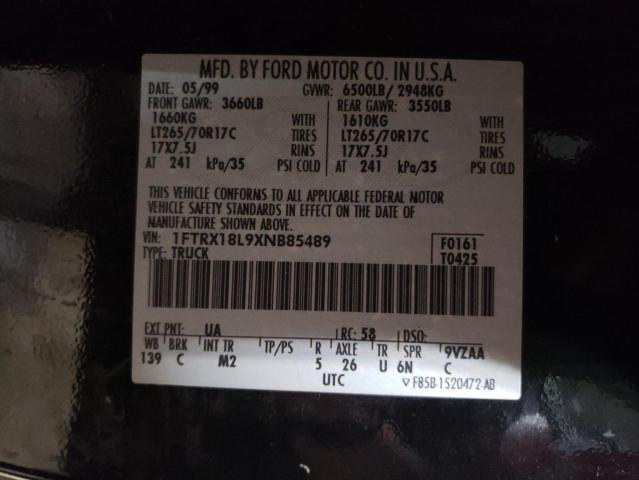 MFD. BY FORD MOTOR CO. IN U.S.A.
DATE: 05/99 GVWR: 6500LB/ 2948KG
FRONT GAWR: 3660LB REAR GAWR: 3550LB
1660KG WITH 1610KG WITH
LT265/70R17C TIRES LT265/70R17C TIRES
17X7.5J RIMS 17X7.5J RIMS
AT 241 kPa/35 PSI COLD AT 241 kPa/35 PSI COLD
THIS VEHICLE CONFORMS TO ALL APPLICABLE FEDERAL MOTOR
VEHICLE SAFETY STANDARDS IN EFFECT ON THE DATE OF
MANUFACTURE SHOWN ABOVE.
VIN: 1FTRX18L9XNB85489 F0161
TYPE: TRUCK T0425
EXT PNT: UA RC: 58 DSO:
WB BRK INT TR TP/PS R AXLE TR SPR 9VZAA
139 C M2 5 26 U 6N C
UTC F85B-1520472-AB